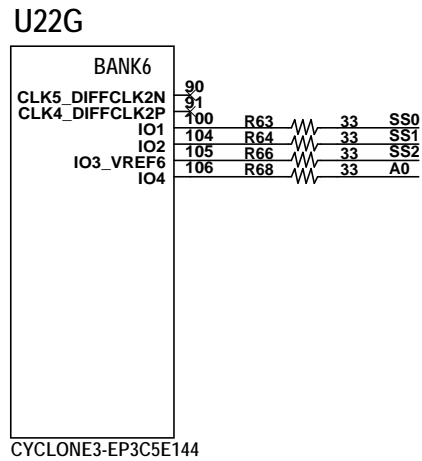 U22G
BANK6
CLK5_DIFFCLK2N 90
CLK4_DIFFCLK2P 91
IO1 100 R63 33 SS0
IO2 104 R64 33 SS1
IO3_VREF6 105 R66 33 SS2
IO4 106 R68 33 A0
CYCLONE3-EP3C5E144